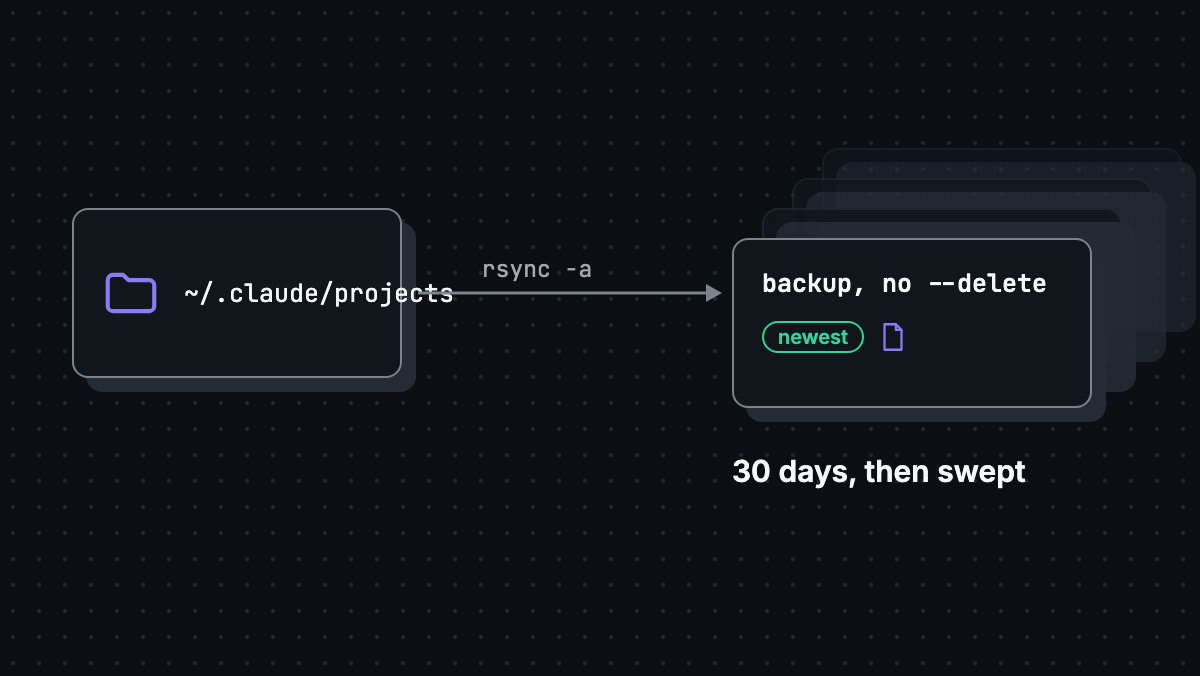 ~/.claude/projects
rsync -a
backup, no --delete
newest
30 days, then swept